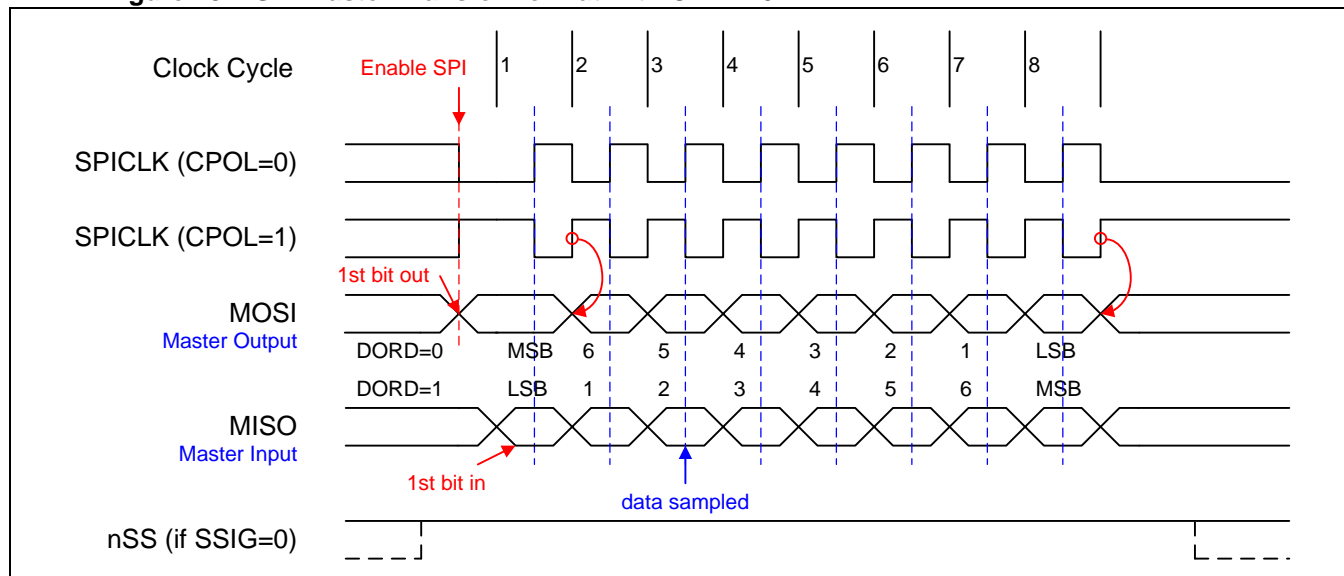 Clock Cycle Enable SPI 1 2 3 4 5 6 7 8
SPICLK (CPOL=0)
SPICLK (CPOL=1)
1st bit out
MOSI
Master Output
DORD=0 MSB 6 5 4 3 2 1 LSB
DORD=1 LSB 1 2 3 4 5 6 MSB
MISO
Master Input
1st bit in
data sampled
nSS (if SSIG=0)